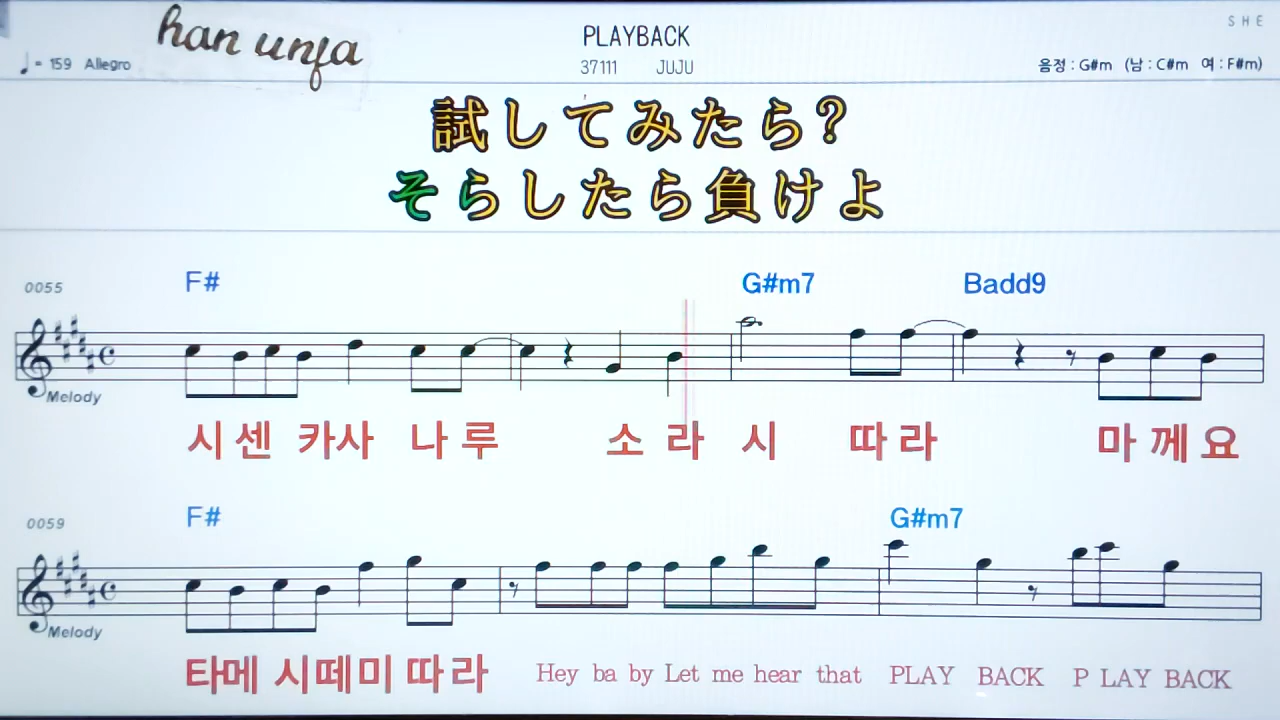 han unja
PLAYBACK
S H E
♩= 159 Allegro
37111 JUJU
음정 : G#m (남 : C#m 여 : F#m)
試してみたら?
そらしたら負けよ
0055 F# G#m7 Badd9
Melody
시 센 카사 나 루 소 라 시 따 라 마 께 요
0059 F# G#m7
Melody
타메 시떼미 따 라 Hey ba by Let me hear that PLAY BACK P LAY BACK